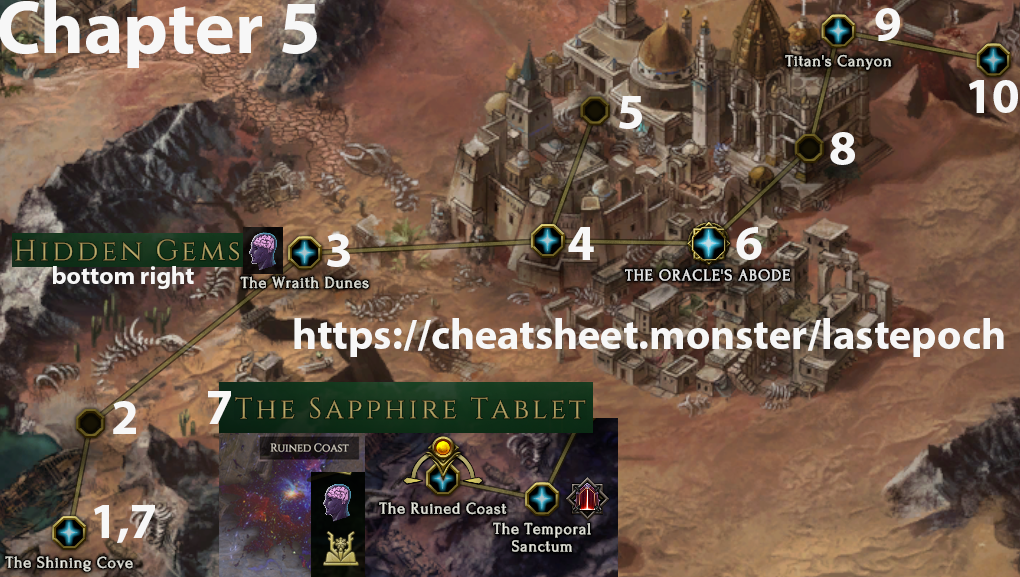 Chapter 5
9
Titan's Canyon
10
5
8
HIDDEN GEMS
bottom right
3
The Wraith Dunes
4
6
THE ORACLE'S ABODE
https://cheatsheet.monster/lastepoch
2
7
THE SAPPHIRE TABLET
RUINED COAST
The Ruined Coast
The Temporal
Sanctum
1,7
The Shining Cove